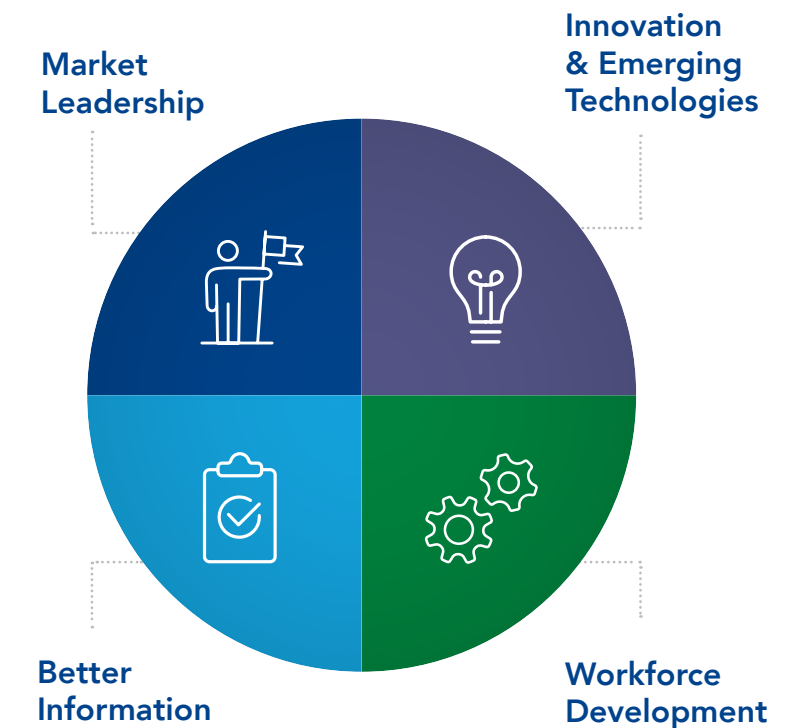 Market
Leadership
Innovation
& Emerging
Technologies
Better
Information
Workforce
Development